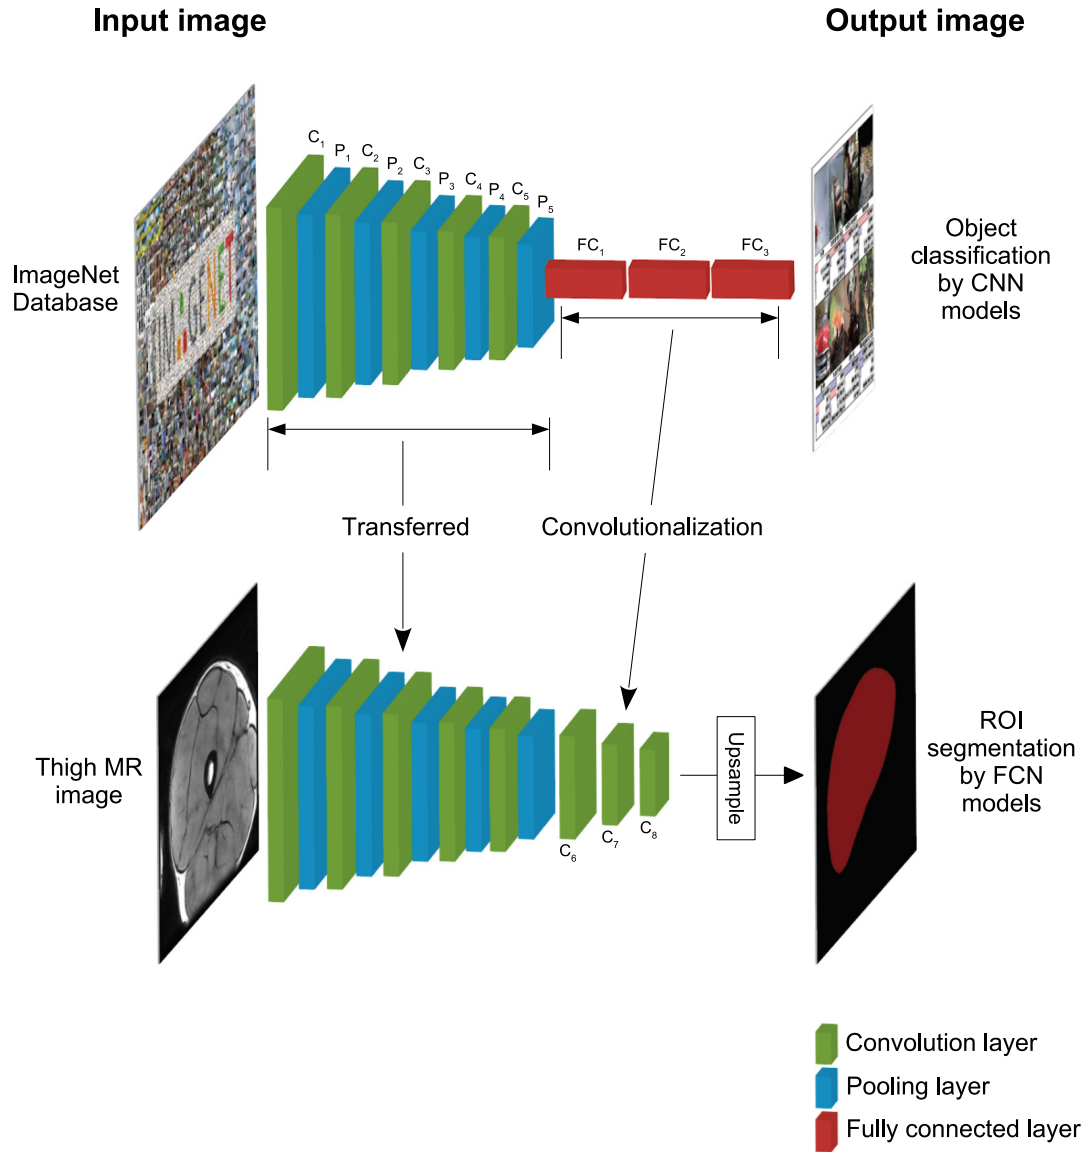 Input image
Output image
C1 P1 C2 P2 C3 P3 C4 P4 C5 P5
FC1 FC2 FC3
ImageNet
Database
IMAGENET
Object
classification
by CNN
models
Transferred
Convolutionalization
Thigh MR
image
C6 C7 C8
Upsample
ROI
segmentation
by FCN
models
Convolution layer
Pooling layer
Fully connected layer